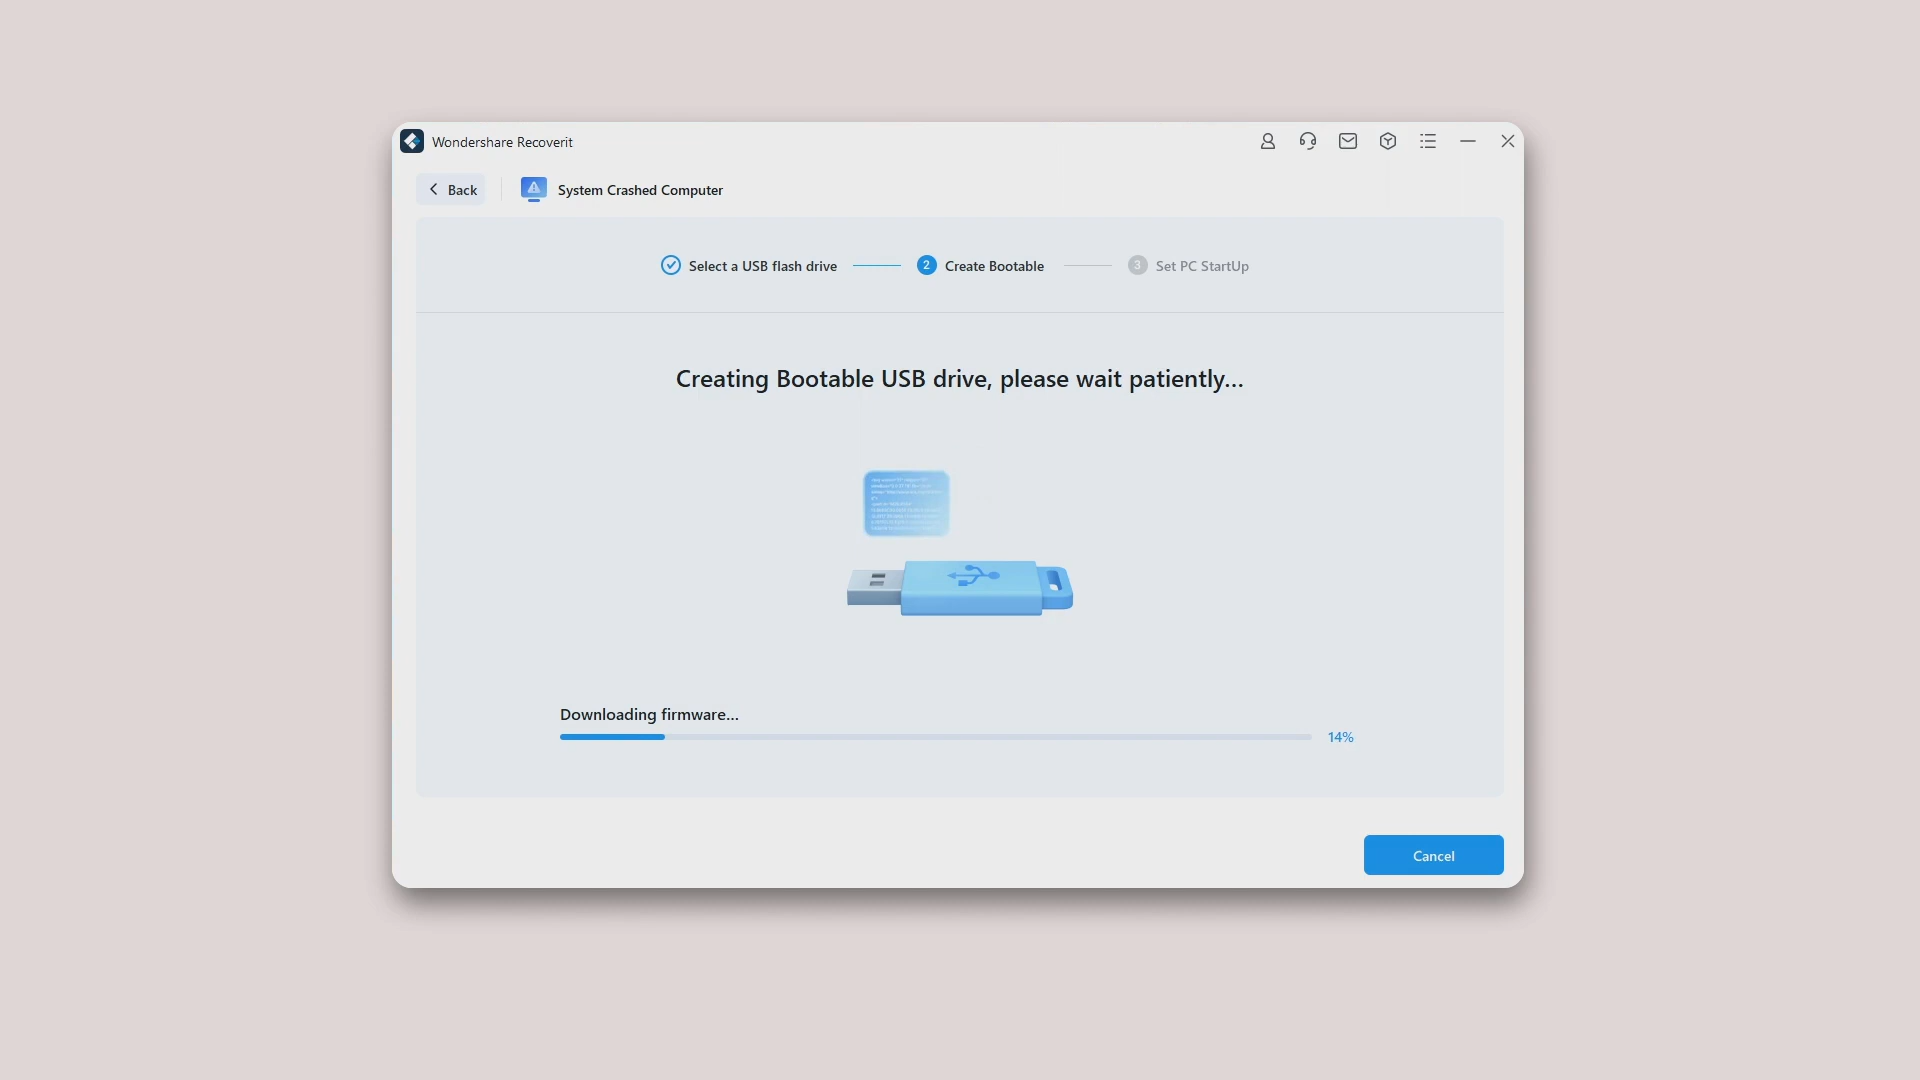 Wondershare Recoverit
Back
System Crashed Computer
Select a USB flash drive
2 Create Bootable
3 Set PC StartUp
Creating Bootable USB drive, please wait patiently...
Downloading firmware...
14%
Cancel